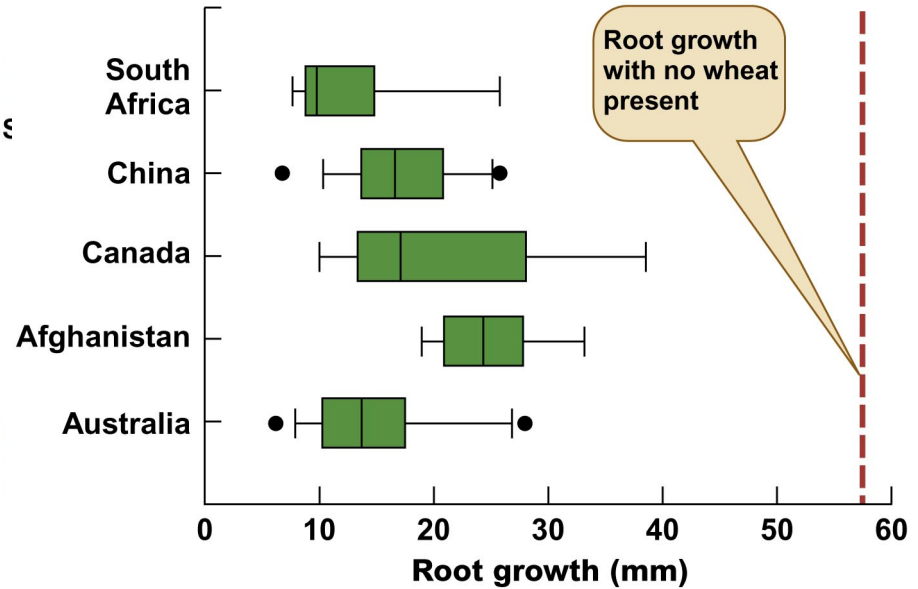 South
Africa
China
Canada
Afghanistan
Australia
Root growth
with no wheat
present
0 10 20 30 40 50 60
Root growth (mm)